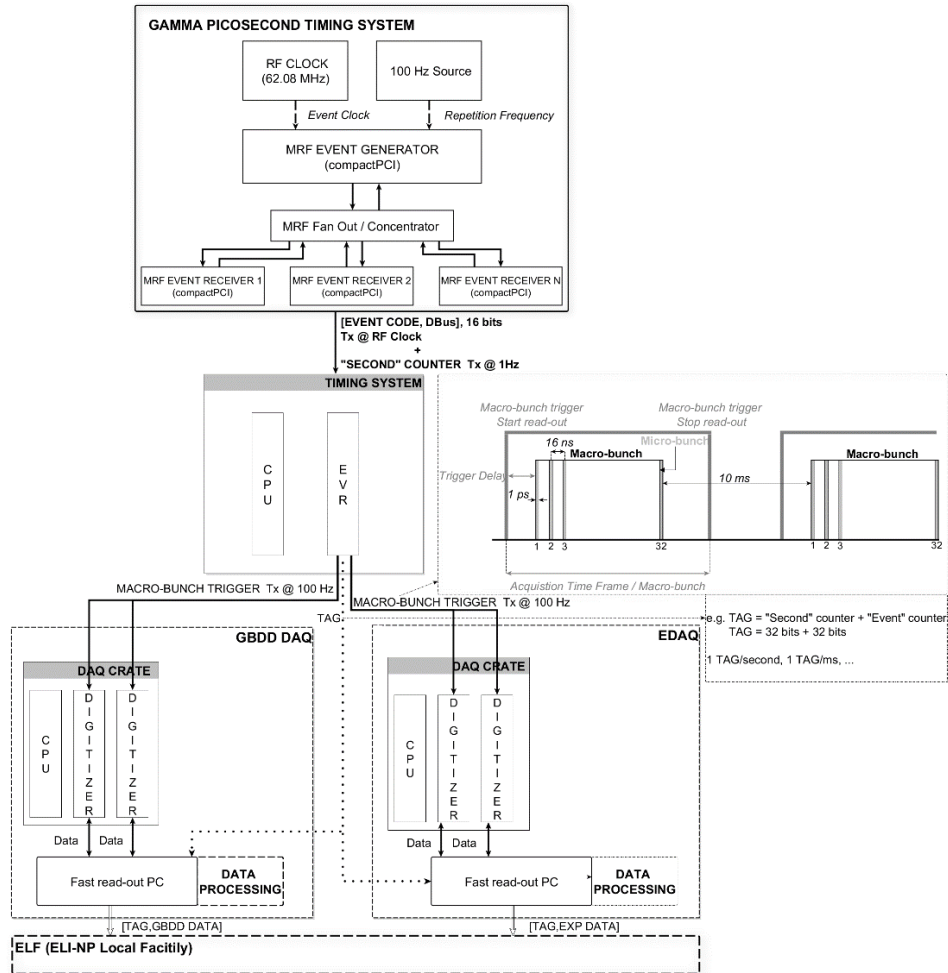 GAMMA PICOSECOND TIMING SYSTEM
RF CLOCK
(62.08 MHz)
100 Hz Source
Event Clock
Repetition Frequency
MRF EVENT GENERATOR
(compactPCI)
MRF Fan Out / Concentrator
MRF EVENT RECEIVER 1
(compactPCI)
MRF EVENT RECEIVER 2
(compactPCI)
MRF EVENT RECEIVER N
(compactPCI)
[EVENT CODE, DBus], 16 bits
Tx @ RF Clock
+
"SECOND" COUNTER Tx @ 1Hz
TIMING SYSTEM
CPU
EVR
Macro-bunch trigger
Start read-out
Macro-bunch trigger
Stop read-out
16 ns
Micro-bunch
Macro-bunch
Macro-bunch
Trigger Delay
10 ms
1 ps
1 2 3 32
1 2 3 32
Acquistion Time Frame / Macro-bunch
MACRO-BUNCH TRIGGER Tx @ 100 Hz
MACRO-BUNCH TRIGGER Tx @ 100 Hz
TAG
e.g. TAG = "Second" counter + "Event" counter
TAG = 32 bits + 32 bits
1 TAG/second, 1 TAG/ms, ...
GBDD DAQ
EDAQ
DAQ CRATE
CPU
DIGITIZER
DIGITIZER
DAQ CRATE
CPU
DIGITIZER
DIGITIZER
Data
Data
Data
Data
Fast read-out PC
DATA
PROCESSING
Fast read-out PC
DATA
PROCESSING
[TAG,GBDD DATA]
[TAG,EXP DATA]
ELF (ELI-NP Local Facitily)